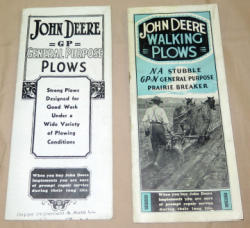 JOHN DEERE
GP
GENERAL PURPOSE
PLOWS
Strong Plows
Designed for
Good Work
Under a
Wide Variety
of Plowing
Conditions
When you buy John Deere
Implements you are sure
of prompt repair service
during their long life.
JOHN DEERE
WALKING
PLOWS
NA STUBBLE
GP-N GENERAL PURPOSE
PRAIRIE BREAKER
When you buy John Deere
Implements you are sure of
prompt repair service during
their long life.